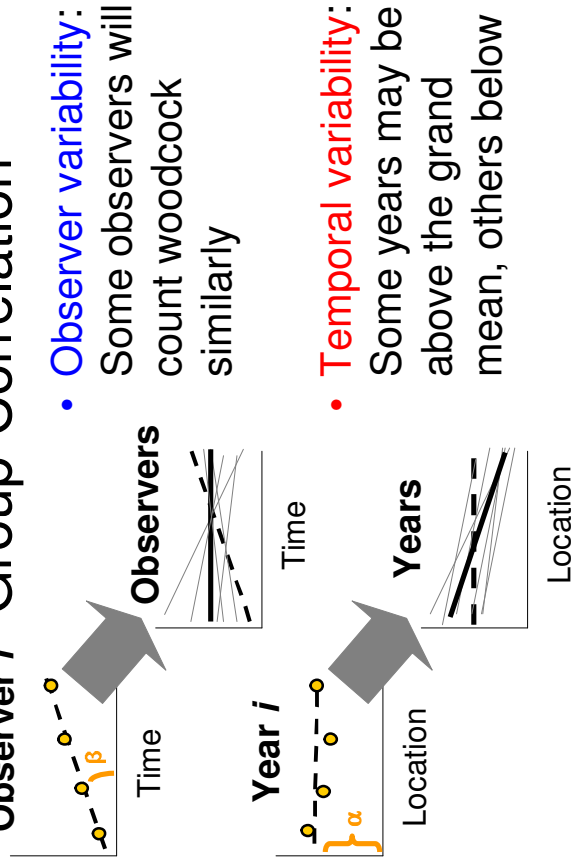 Group Correlation
Observer i
β
Time
Observers
Time
• Observer variability:
Some observers will
count woodcock
similarly
Year i
α
Location
Years
Location
• Temporal variability:
Some years may be
above the grand
mean, others below